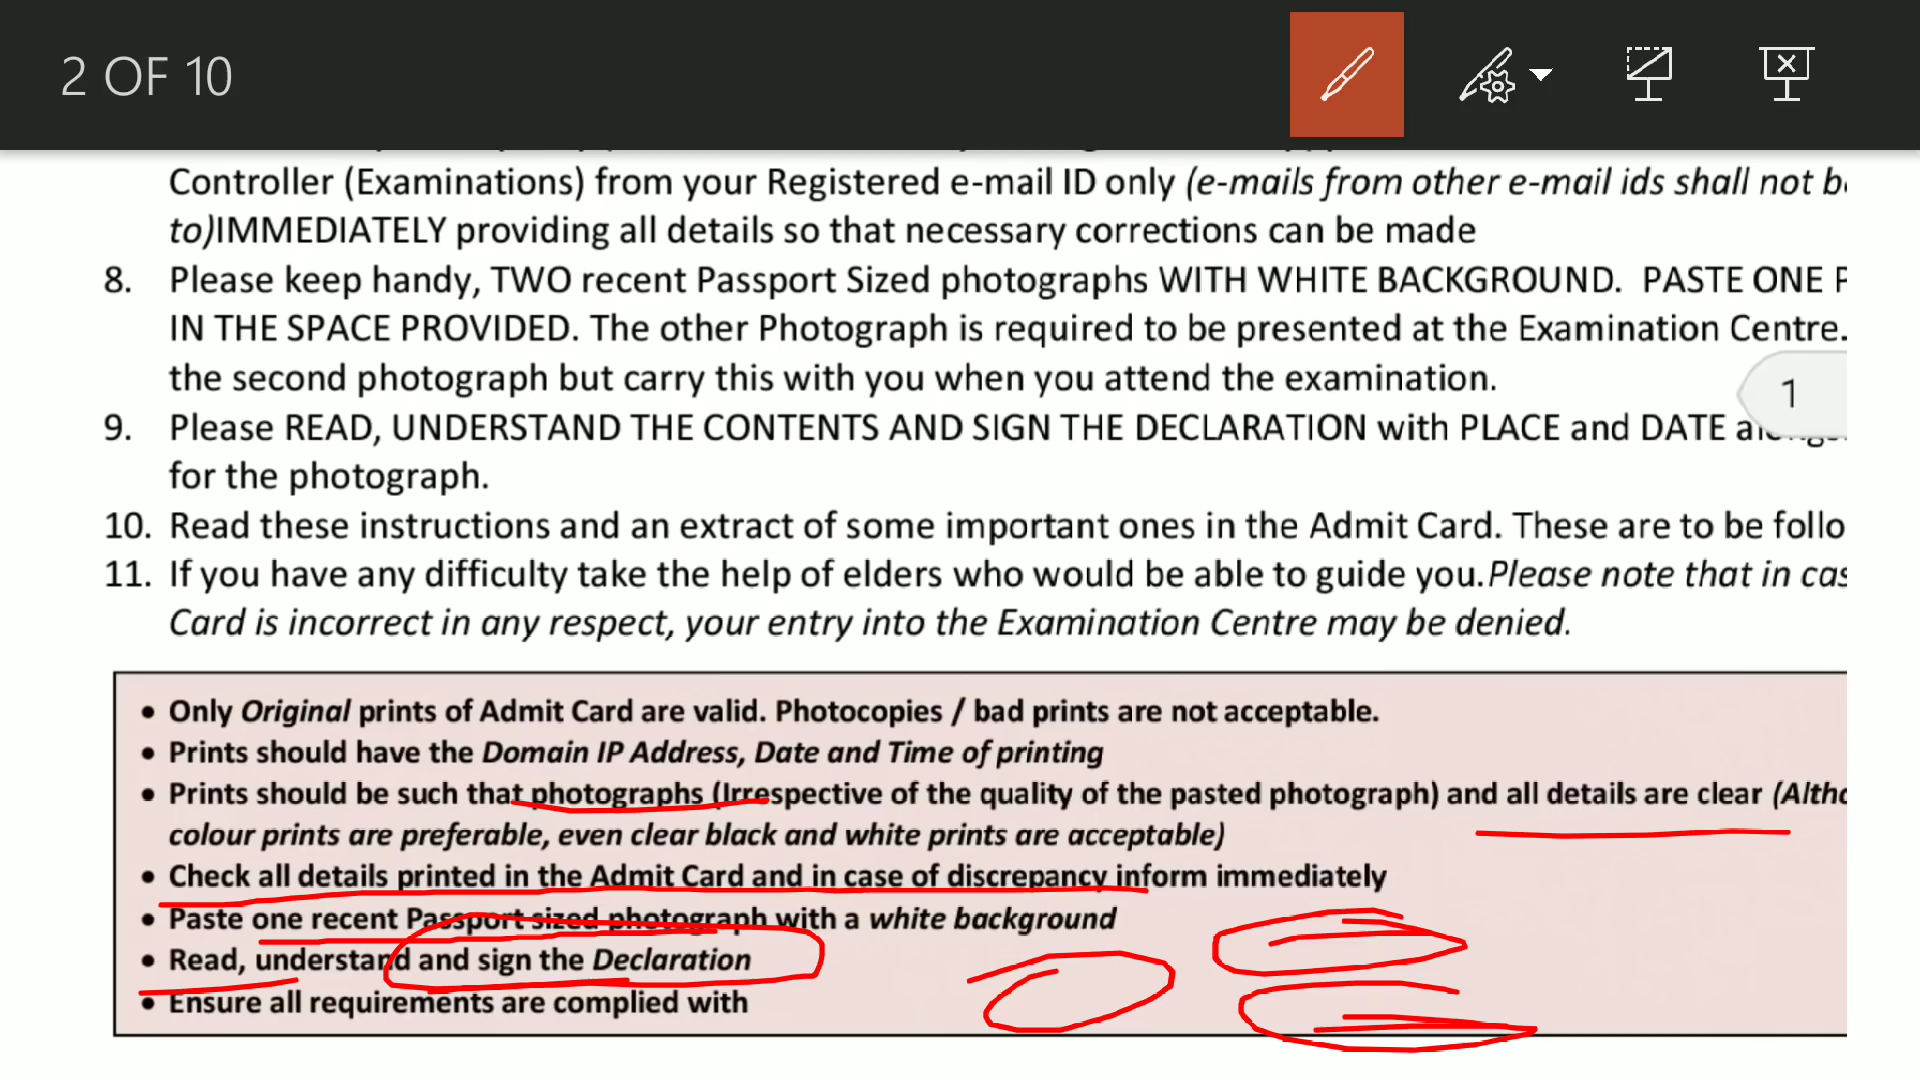 2 OF 10
Controller (Examinations) from your Registered e-mail ID only (e-mails from other e-mail ids shall not
to)IMMEDIATELY providing all details so that necessary corrections can be made
8. Please keep handy, TWO recent Passport Sized photographs WITH WHITE BACKGROUND. PASTE ONE
IN THE SPACE PROVIDED. The other Photograph is required to be presented at the Examination Centre.
the second photograph but carry this with you when you attend the examination.
1
9. Please READ, UNDERSTAND THE CONTENTS AND SIGN THE DECLARATION with PLACE and DATE
for the photograph.
10. Read these instructions and an extract of some important ones in the Admit Card. These are to be
11. If you have any difficulty take the help of elders who would be able to guide you.Please note that in
Card is incorrect in any respect, your entry into the Examination Centre may be denied.
• Only Original prints of Admit Card are valid. Photocopies / bad prints are not acceptable.
• Prints should have the Domain IP Address, Date and Time of printing
• Prints should be such that photographs (Irrespective of the quality of the pasted photograph) and all details are clear
colour prints are preferable, even clear black and white prints are acceptable)
• Check all details printed in the Admit Card and in case of discrepancy inform immediately
• Paste one recent Passport sized photograph with a white background
• Read, understand and sign the Declaration
• Ensure all requirements are complied with